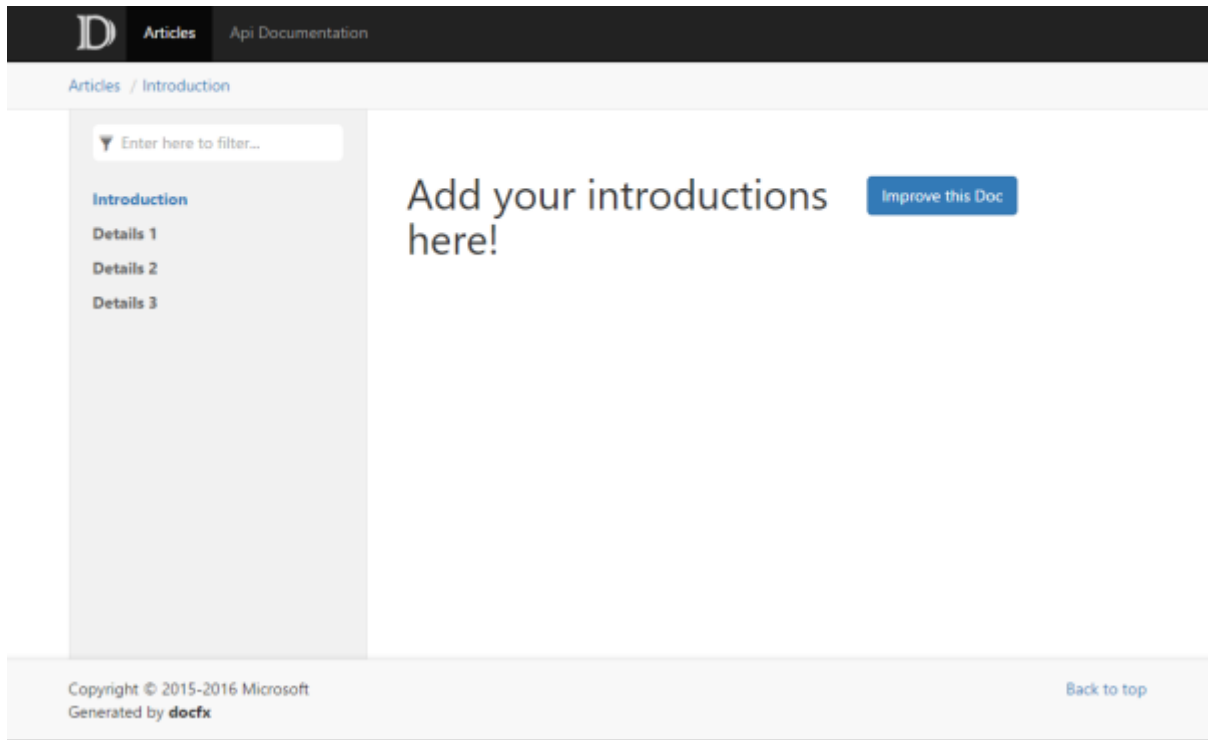 D Articles Api Documentation
Articles / Introduction
Enter here to filter...
Introduction
Details 1
Details 2
Details 3
Add your introductions
here!
Improve this Doc
Copyright © 2015-2016 Microsoft
Generated by docfx
Back to top